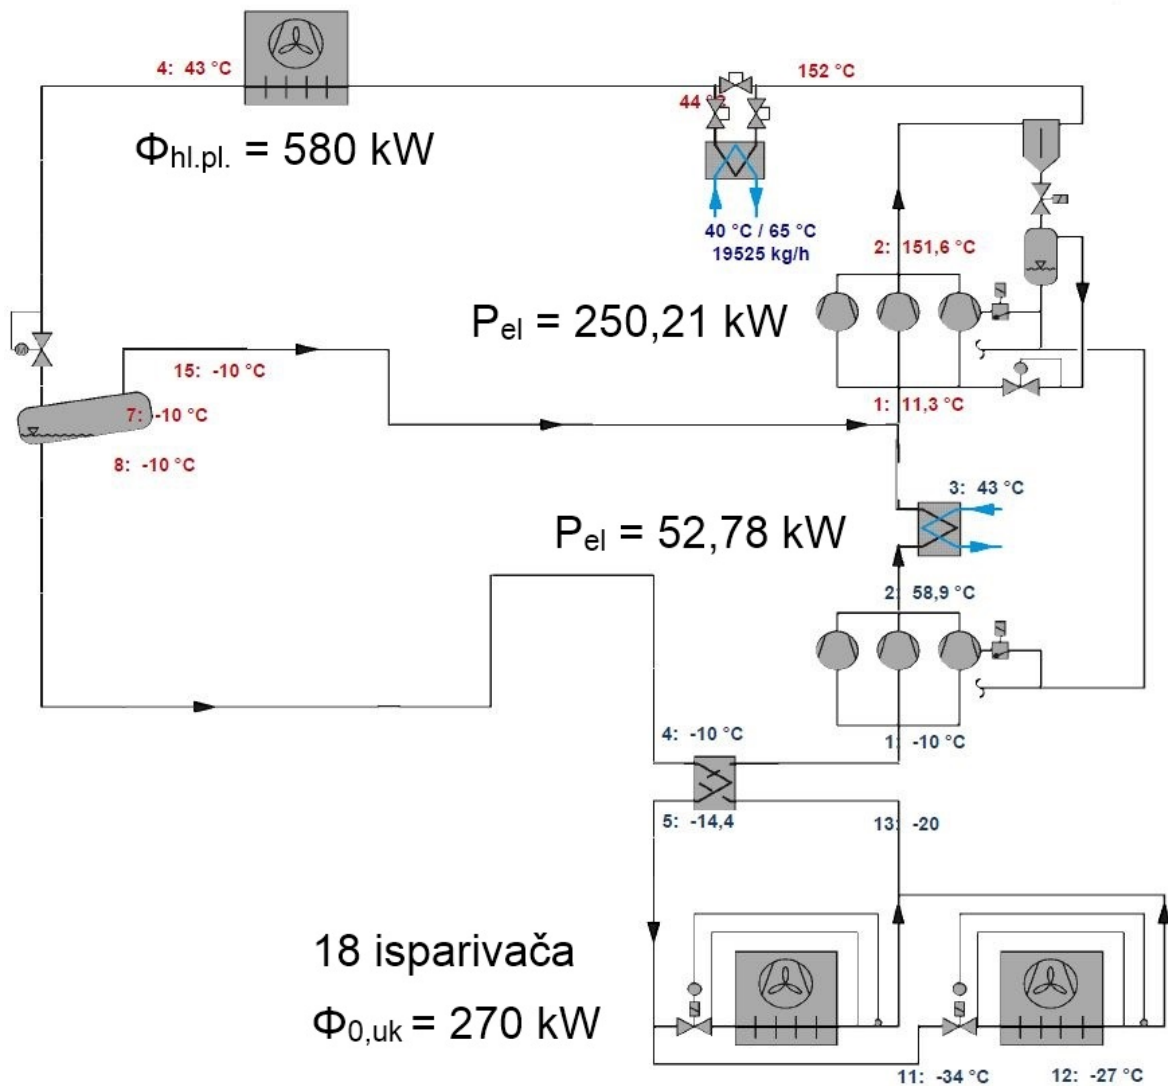 4: 43 °C
152 °C
44 °C
Φhl.pl. = 580 kW
40 °C / 65 °C
19525 kg/h
2: 151,6 °C
Pel = 250,21 kW
15: -10 °C
1: 11,3 °C
7: -10 °C
8: -10 °C
3: 43 °C
Pel = 52,78 kW
2: 58,9 °C
M
4: -10 °C
1: -10 °C
5: -14,4
13: -20
18 isparivača
Φ0,uk = 270 kW
11: -34 °C
12: -27 °C